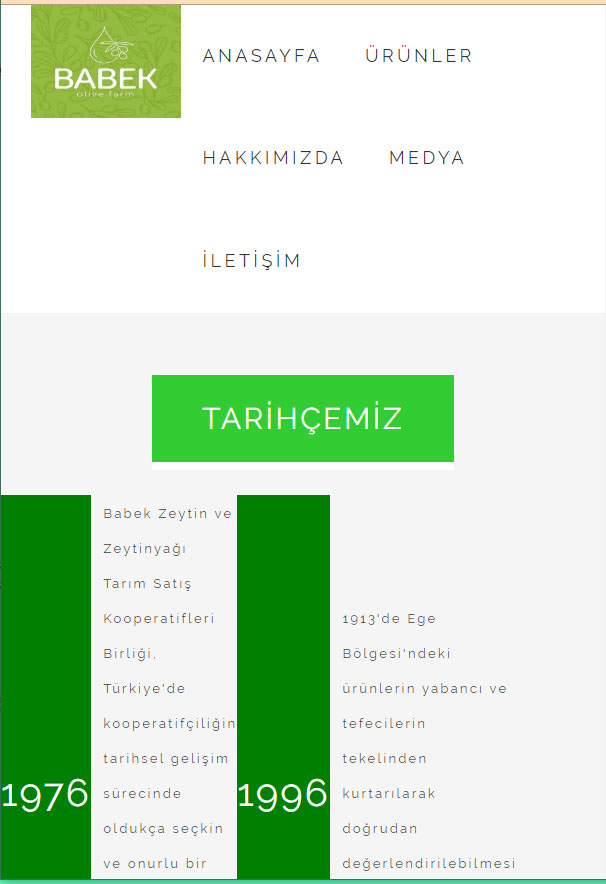 BABEK
olive farm
ANASAYFA ÜRÜNLER
HAKKIMIZDA MEDYA
İLETİŞİM
TARİHÇEMİZ
1976
Babek Zeytin ve
Zeytinyağı
Tarım Satış
Kooperatifleri
Birliği,
Türkiye'de
kooperatifçiliğin
tarihsel gelişim
sürecinde
oldukça seçkin
ve onurlu bir
1996
1913'de Ege
Bölgesi'ndeki
ürünlerin yabancı ve
tefecilerin
tekelinden
kurtarılarak
doğrudan
değerlendirilebilmesi